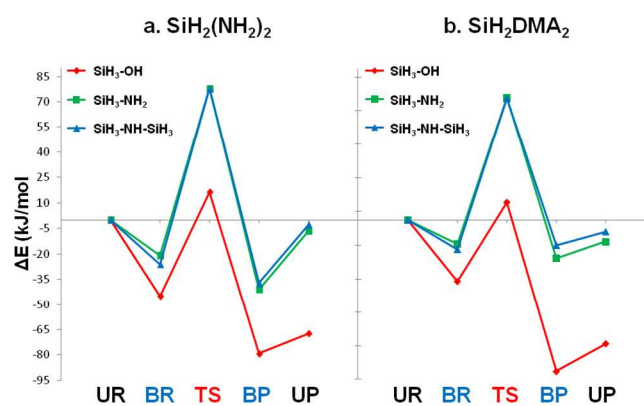 a. SiH₂(NH₂)₂
SiH₃-OH
SiH₃-NH₂
SiH₃-NH-SiH₃
ΔE (kJ/mol)
85
70
55
40
25
10
-5
-20
-35
-50
-65
-80
-95
UR BR TS BP UP
b. SiH₂DMA₂
SiH₃-OH
SiH₃-NH₂
SiH₃-NH-SiH₃
UR BR TS BP UP